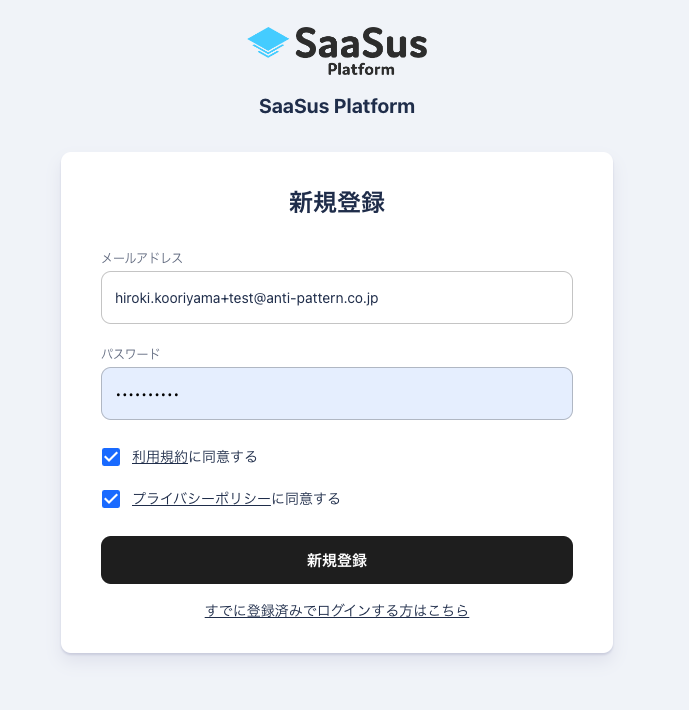 SaaSus
Platform
SaaSus Platform
新規登録
メールアドレス
hiroki.kooriyama+test@anti-pattern.co.jp
パスワード
••••••••••
利用規約に同意する
プライバシーポリシーに同意する
新規登録
すでに登録済みでログインする方はこちら